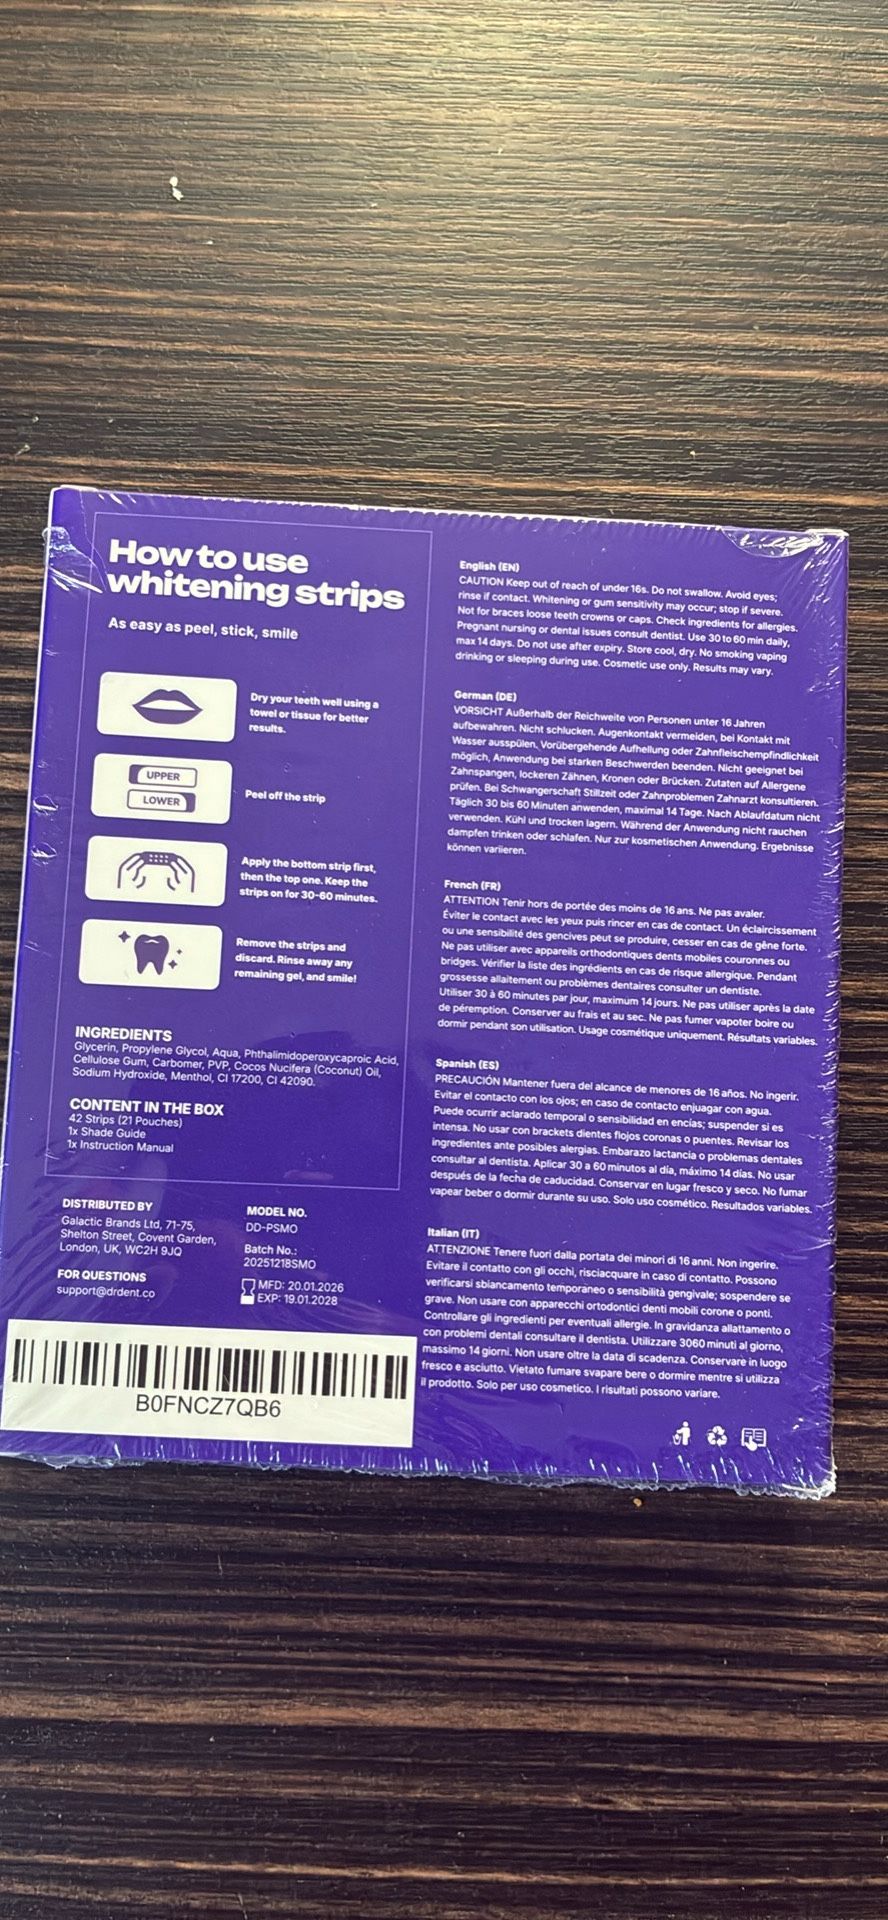 How to use
whitening strips
As easy as peel, stick, smile
Dry your teeth well using a
towel or tissue for better
results.
UPPER
LOWER
Peel off the strip
Apply the bottom strip first,
then the top one. Keep the
strips on for 30-60 minutes.
Remove the strips and
discard. Rinse away any
remaining gel, and smile!
INGREDIENTS
Glycerin, Propylene Glycol, Aqua, Phthalimidoperoxycaproic Acid,
Cellulose Gum, Carbomer, PVP, Cocos Nucifera (Coconut) Oil,
Sodium Hydroxide, Menthol, CI 17200, CI 42090.
CONTENT IN THE BOX
42 Strips (21 Pouches)
1x Shade Guide
1x Instruction Manual
DISTRIBUTED BY
Galactic Brands Ltd, 71-75,
Shelton Street, Covent Garden,
London, UK, WC2H 9JQ
FOR QUESTIONS
support@drdent.co
MODEL NO.
DD-PSMO
Batch No.:
20251218SMO
MFD: 20.01.2026
EXP: 19.01.2028
B0FNCZ7QB6
English (EN)
CAUTION Keep out of reach of under 16s. Do not swallow. Avoid eyes;
rinse if contact. Whitening or gum sensitivity may occur; stop if severe.
Not for braces loose teeth crowns or caps. Check ingredients for allergies.
Pregnant nursing or dental issues consult dentist. Use 30 to 60 min daily,
max 14 days. Do not use after expiry. Store cool, dry. No smoking vaping
drinking or sleeping during use. Cosmetic use only. Results may vary.
German (DE)
VORSICHT Außerhalb der Reichweite von Personen unter 16 Jahren
aufbewahren. Nicht schlucken. Augenkontakt vermeiden, bei Kontakt mit
Wasser ausspülen. Vorübergehende Aufhellung oder Zahnfleischempfindlichkeit
möglich, Anwendung bei starken Beschwerden beenden. Nicht geeignet bei
Zahnspangen, lockeren Zähnen, Kronen oder Brücken. Zutaten auf Allergene
prüfen. Bei Schwangerschaft Stillzeit oder Zahnproblemen Zahnarzt konsultieren.
Täglich 30 bis 60 Minuten anwenden, maximal 14 Tage. Nach Ablaufdatum nicht
verwenden. Kühl und trocken lagern. Während der Anwendung nicht rauchen
dampfen trinken oder schlafen. Nur zur kosmetischen Anwendung. Ergebnisse
können variieren.
French (FR)
ATTENTION Tenir hors de portée des moins de 16 ans. Ne pas avaler.
Éviter le contact avec les yeux puis rincer en cas de contact. Un éclaircissement
ou une sensibilité des gencives peut se produire, cesser en cas de gêne forte.
Ne pas utiliser avec appareils orthodontiques dents mobiles couronnes ou
bridges. Vérifier la liste des ingrédients en cas de risque allergique. Pendant
grossesse allaitement ou problèmes dentaires consulter un dentiste.
Utiliser 30 à 60 minutes par jour, maximum 14 jours. Ne pas utiliser après la date
de péremption. Conserver au frais et au sec. Ne pas fumer vapoter boire ou
dormir pendant son utilisation. Usage cosmétique uniquement. Résultats variables.
Spanish (ES)
PRECAUCIÓN Mantener fuera del alcance de menores de 16 años. No ingerir.
Evitar el contacto con los ojos; en caso de contacto enjuagar con agua.
Puede ocurrir aclarado temporal o sensibilidad en encías; suspender si es
intensa. No usar con brackets dientes flojos coronas o puentes. Revisar los
ingredientes ante posibles alergias. Embarazo lactancia o problemas dentales
consultar al dentista. Aplicar 30 a 60 minutos al día, máximo 14 días. No usar
después de la fecha de caducidad. Conservar en lugar fresco y seco. No fumar
vapear beber o dormir durante su uso. Solo uso cosmético. Resultados variables.
Italian (IT)
ATTENZIONE Tenere fuori dalla portata dei minori di 16 anni. Non ingerire.
Evitare il contatto con gli occhi, risciacquare in caso di contatto. Possono
verificarsi sbiancamento temporaneo o sensibilità gengivale; sospendere se
grave. Non usare con apparecchi ortodontici denti mobili corone o ponti.
Controllare gli ingredienti per eventuali allergie. In gravidanza allattamento o
con problemi dentali consultare il dentista. Utilizzare 3060 minuti al giorno,
massimo 14 giorni. Non usare oltre la data di scadenza. Conservare in luogo
fresco e asciutto. Vietato fumare svapare bere o dormire mentre si utilizza
il prodotto. Solo per uso cosmetico. I risultati possono variare.